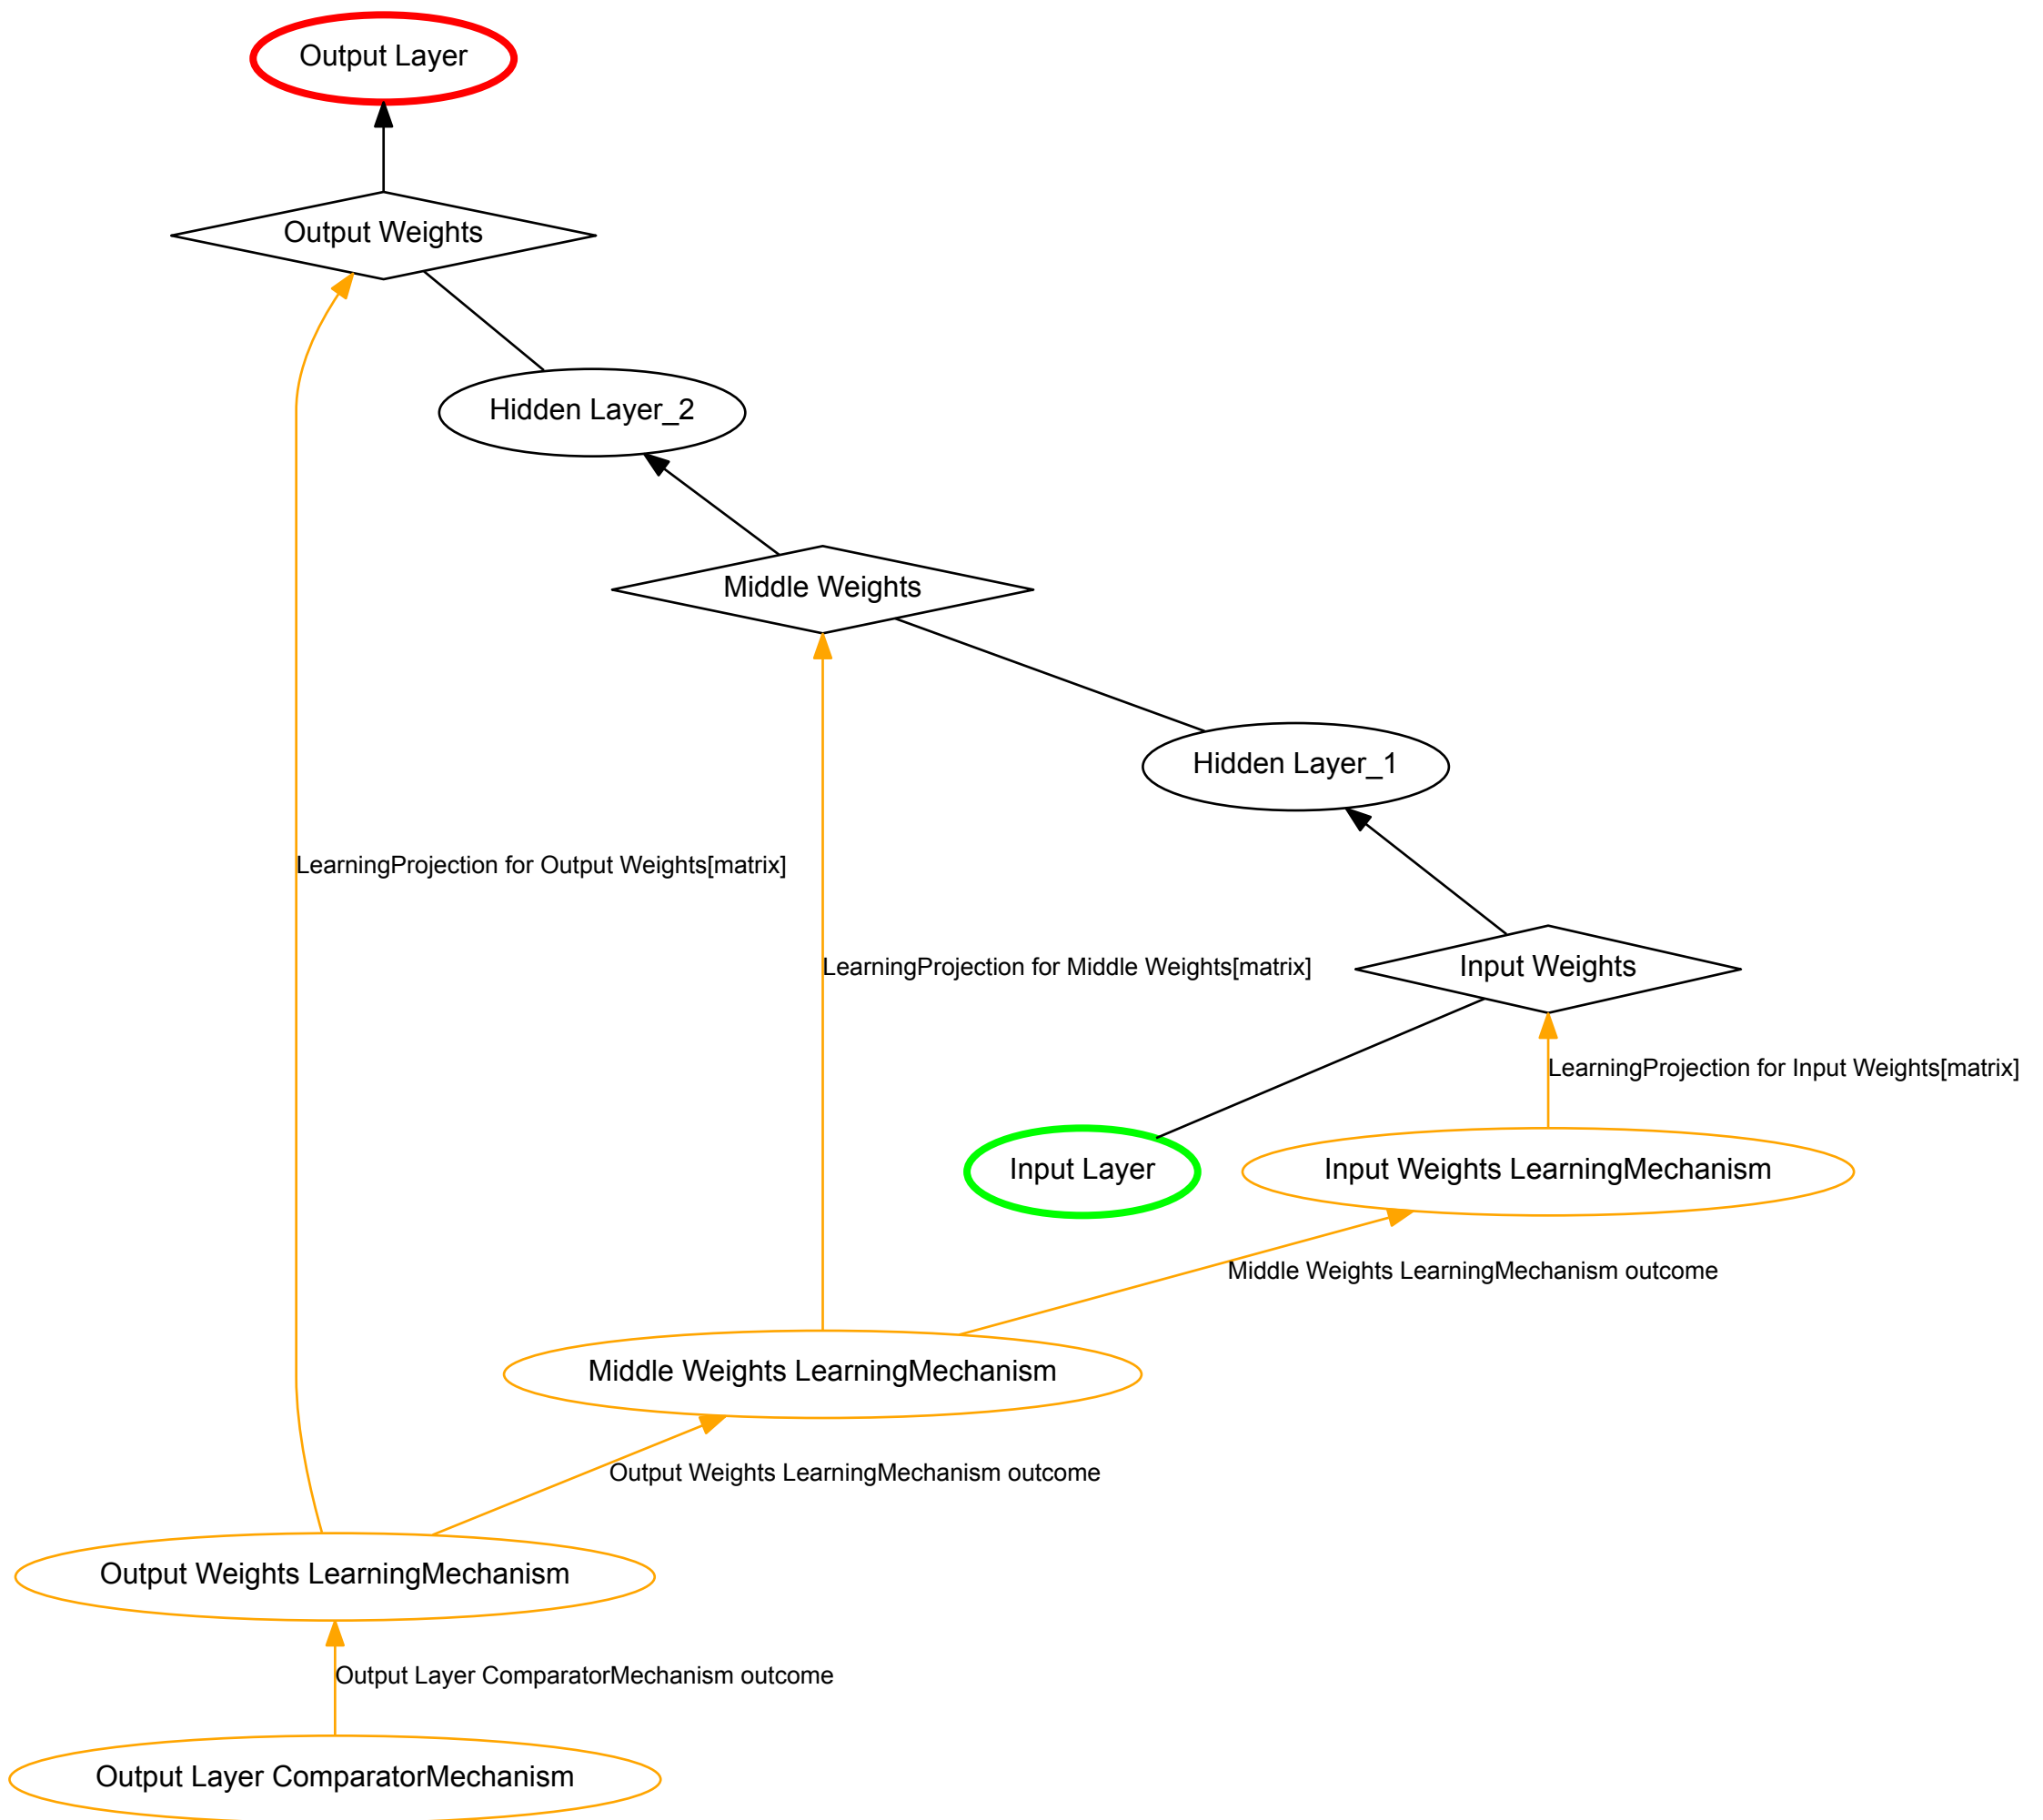 Output Layer
Output Weights
Hidden Layer_2
Middle Weights
Hidden Layer_1
LearningProjection for Output Weights[matrix]
LearningProjection for Middle Weights[matrix]
Input Weights
LearningProjection for Input Weights[matrix]
Input Layer
Input Weights LearningMechanism
Middle Weights LearningMechanism outcome
Middle Weights LearningMechanism
Output Weights LearningMechanism outcome
Output Weights LearningMechanism
Output Layer ComparatorMechanism outcome
Output Layer ComparatorMechanism